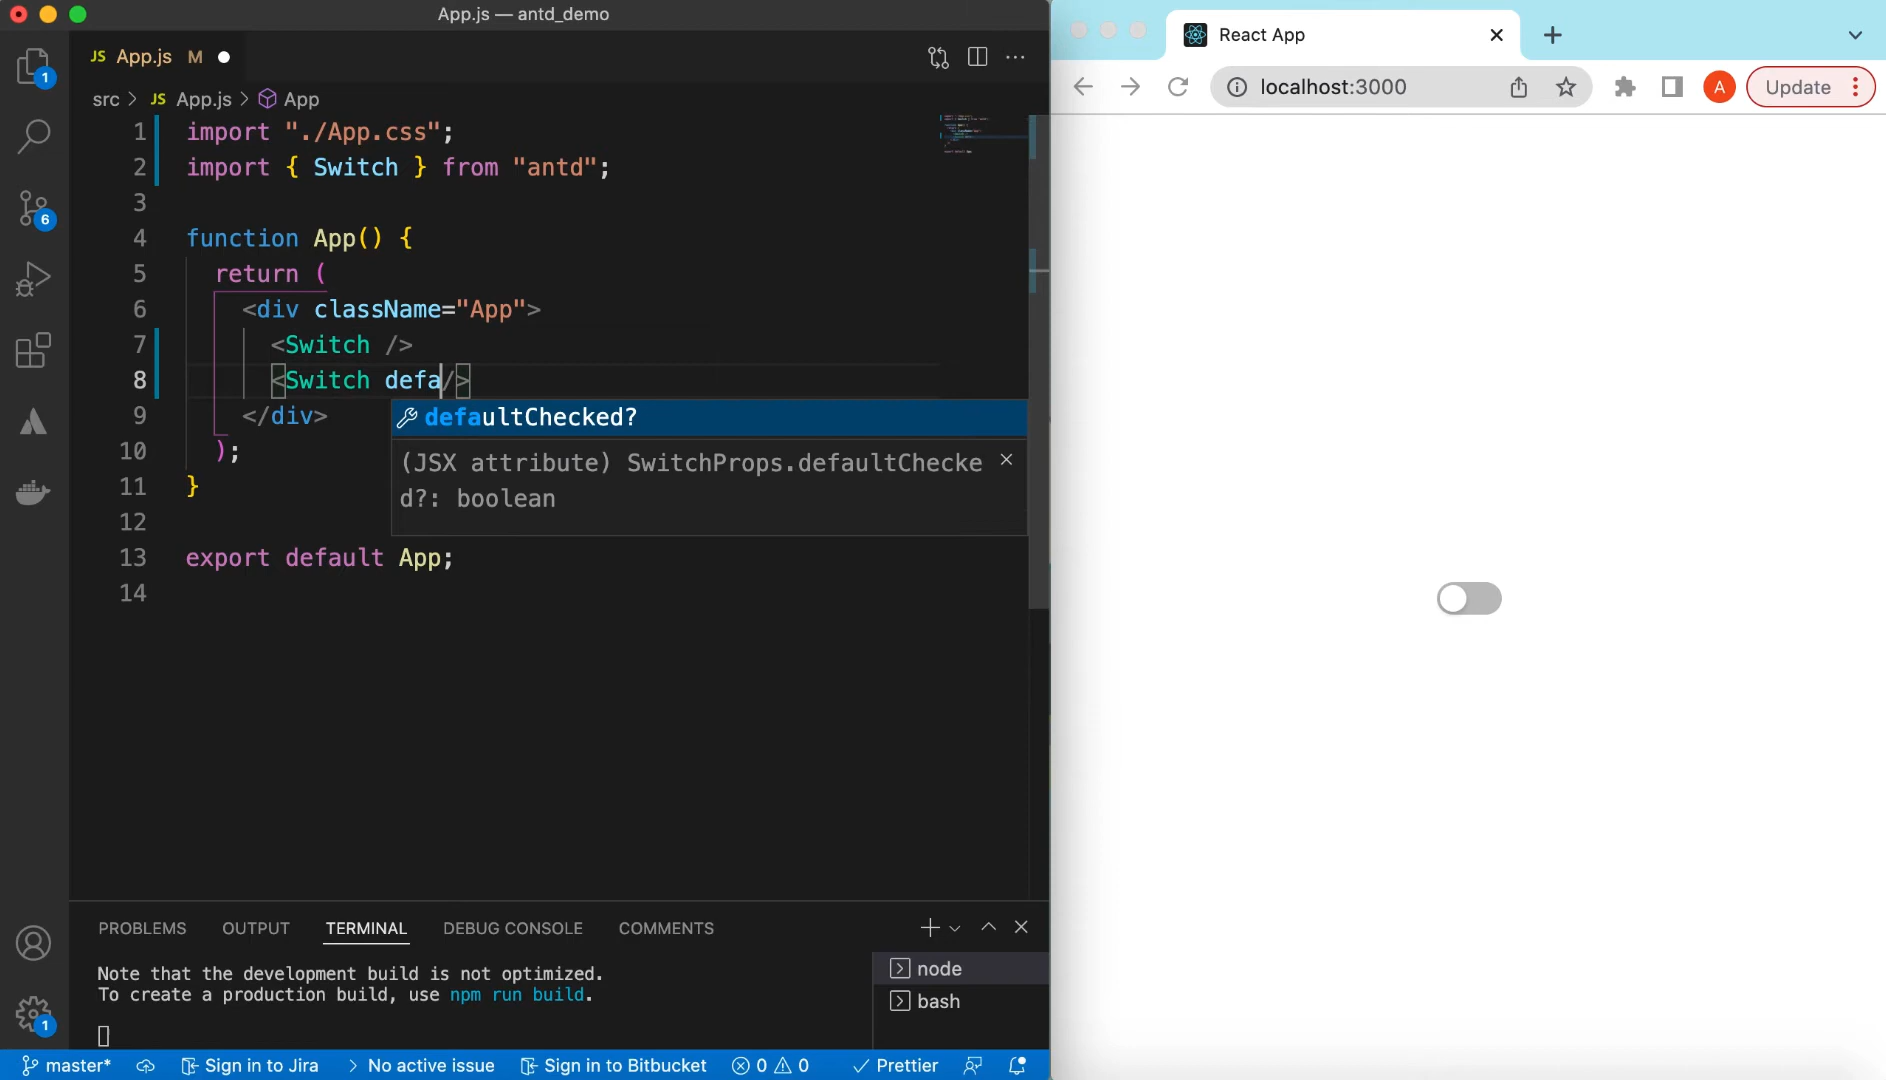 App.js — antd_demo
JS App.js M
src > JS App.js > App
1 import "./App.css";
2 import { Switch } from "antd";
3
4 function App() {
5 return (
6 <div className="App">
7 <Switch />
8 <Switch defa/>
9 </div>
10 );
11 }
12
13 export default App;
14
defaultChecked?
(JSX attribute) SwitchProps.defaultChecke
d?: boolean
1
6
1
PROBLEMS OUTPUT TERMINAL DEBUG CONSOLE COMMENTS
Note that the development build is not optimized.
To create a production build, use npm run build.
node
bash
master* Sign in to Jira > No active issue Sign in to Bitbucket 0 0 Prettier
React App
localhost:3000
A
Update